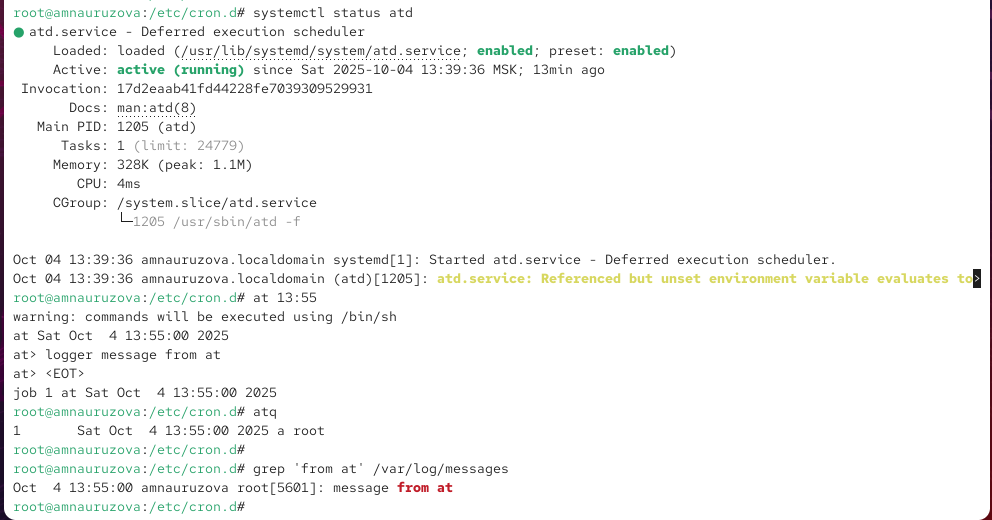 root@amnauruzova:/etc/cron.d# systemctl status atd
● atd.service - Deferred execution scheduler
     Loaded: loaded (/usr/lib/systemd/system/atd.service; enabled; preset: enabled)
     Active: active (running) since Sat 2025-10-04 13:39:36 MSK; 13min ago
 Invocation: 17d2eaab41fd44228fe7039309529931
       Docs: man:atd(8)
   Main PID: 1205 (atd)
      Tasks: 1 (limit: 24779)
     Memory: 328K (peak: 1.1M)
        CPU: 4ms
     CGroup: /system.slice/atd.service
             └─1205 /usr/sbin/atd -f
Oct 04 13:39:36 amnauruzova.localdomain systemd[1]: Started atd.service - Deferred execution scheduler.
Oct 04 13:39:36 amnauruzova.localdomain (atd)[1205]: atd.service: Referenced but unset environment variable evaluates to>
root@amnauruzova:/etc/cron.d# at 13:55
warning: commands will be executed using /bin/sh
at Sat Oct  4 13:55:00 2025
at> logger message from at
at> <EOT>
job 1 at Sat Oct  4 13:55:00 2025
root@amnauruzova:/etc/cron.d# atq
1       Sat Oct  4 13:55:00 2025 a root
root@amnauruzova:/etc/cron.d#
root@amnauruzova:/etc/cron.d# grep 'from at' /var/log/messages
Oct  4 13:55:00 amnauruzova root[5601]: message from at
root@amnauruzova:/etc/cron.d#